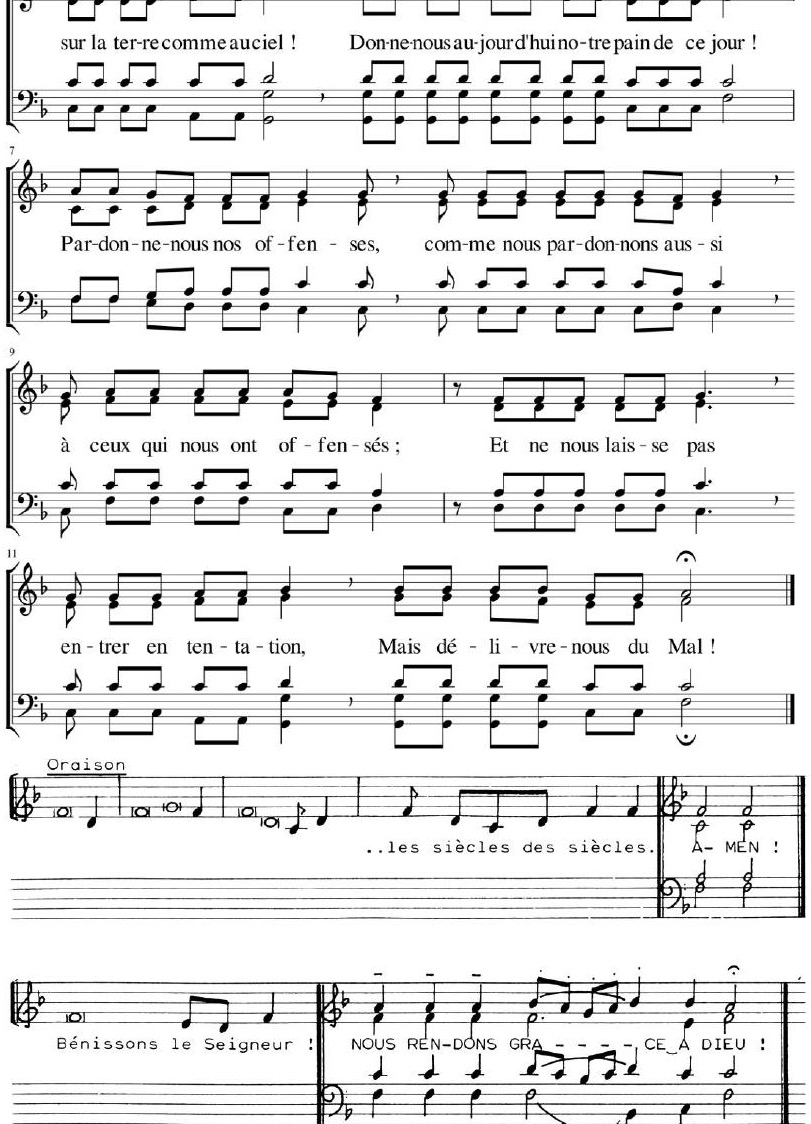 sur la ter-re comme au ciel ! Don-ne-nous au-jour d'hui no-tre pain de ce jour !
7
Par-don-ne-nous nos of-fen - ses, com-me nous par-don-nons aus-si
9
à ceux qui nous ont of-fen-sés ; Et ne nous lais-se pas
11
en-trer en ten-ta-tion, Mais dé - li-vre-nous du Mal !
Oraison
..les siècles des siècles. A- MEN !
Bénissons le Seigneur ! NOUS REN-DONS GRA - - - - CE A DIEU !